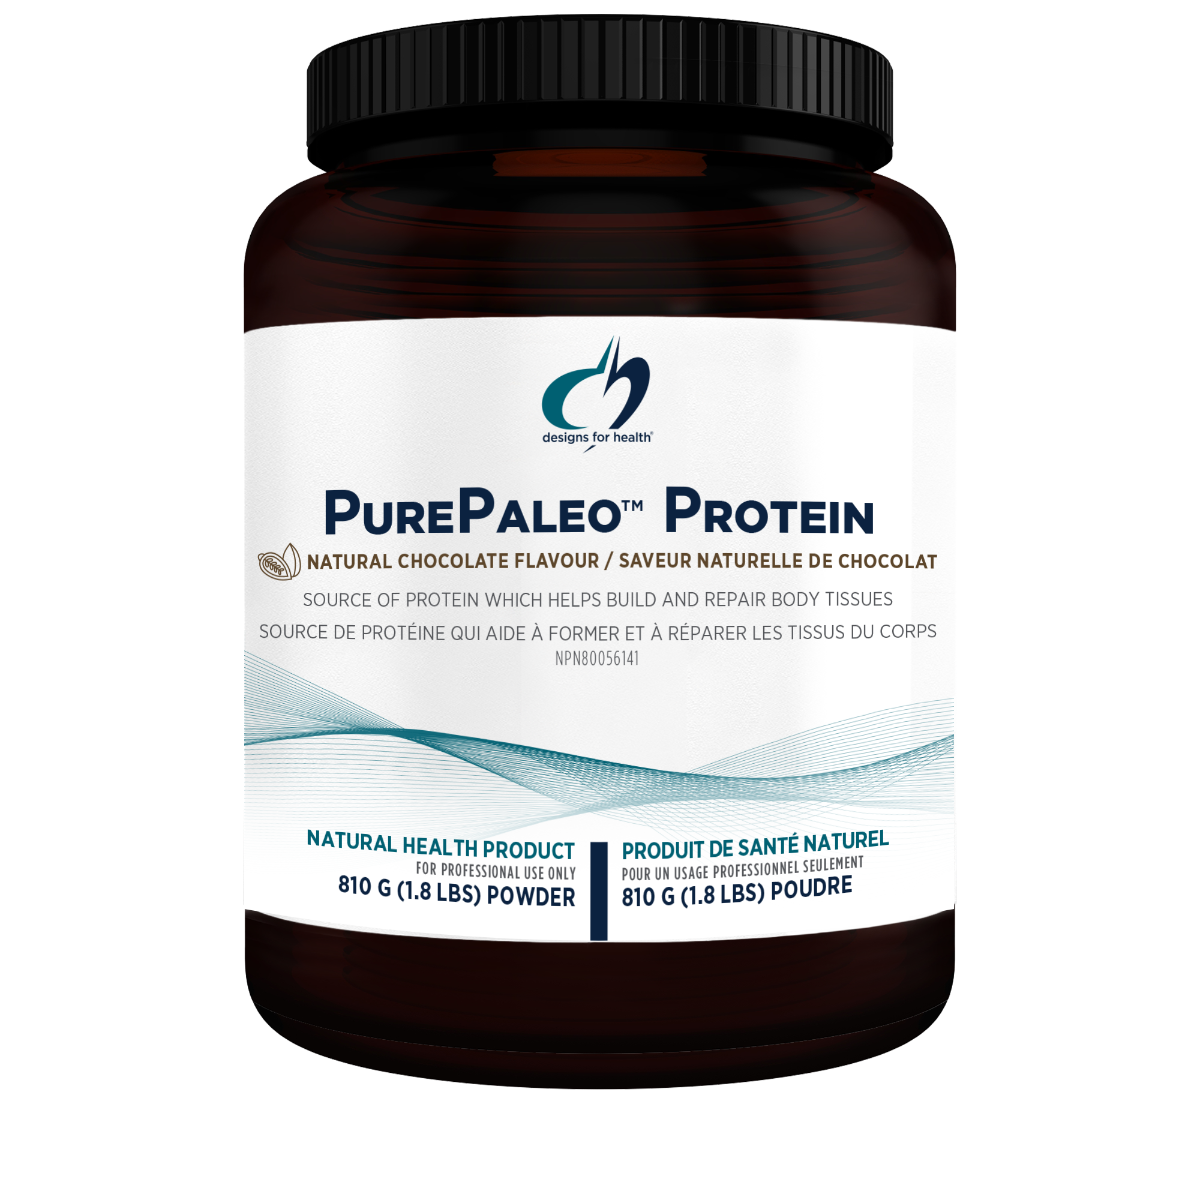 designs for health®
PurePaleo™ Protein
NATURAL CHOCOLATE FLAVOUR / SAVEUR NATURELLE DE CHOCOLAT
SOURCE OF PROTEIN WHICH HELPS BUILD AND REPAIR BODY TISSUES
SOURCE DE PROTÉINE QUI AIDE À FORMER ET À RÉPARER LES TISSUS DU CORPS
NPN80056141
NATURAL HEALTH PRODUCT
FOR PROFESSIONAL USE ONLY
810 G (1.8 LBS) POWDER
PRODUIT DE SANTÉ NATUREL
POUR UN USAGE PROFESSIONNEL SEULEMENT
810 G (1.8 LBS) POUDRE